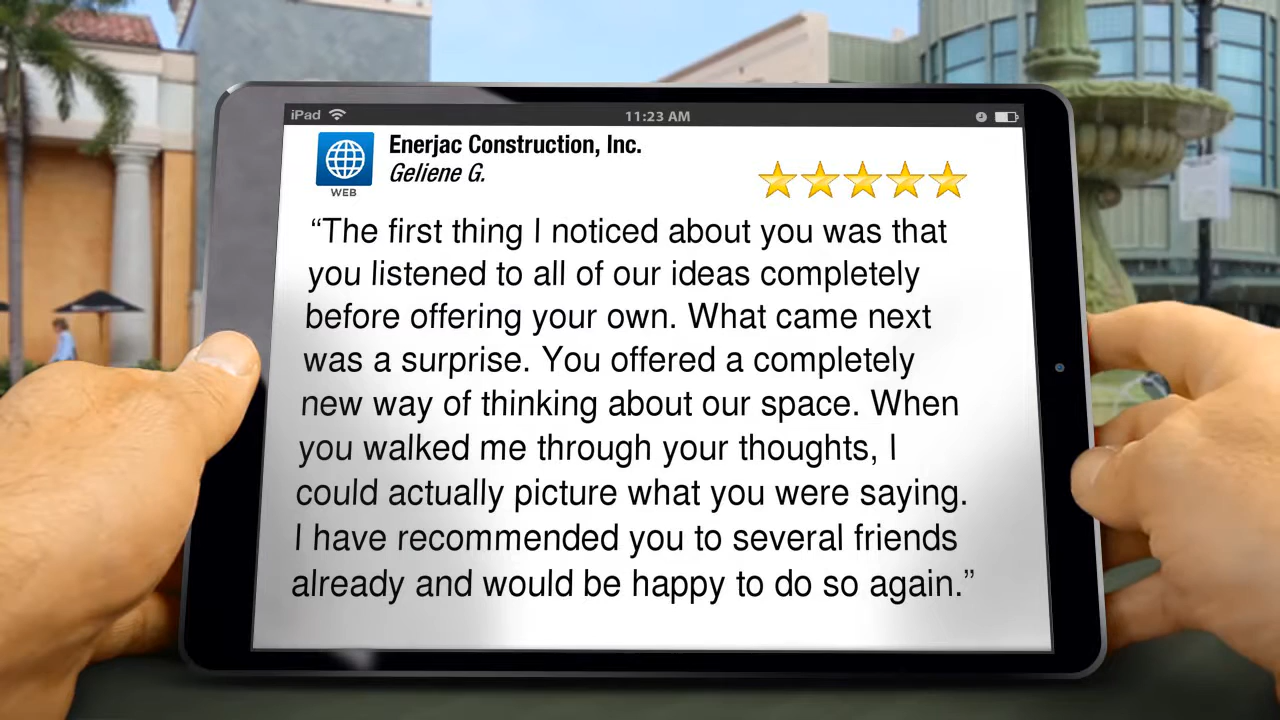 iPad 11:23 AM
WEB
Enerjac Construction, Inc.
Geliene G.
“The first thing I noticed about you was that
you listened to all of our ideas completely
before offering your own. What came next
was a surprise. You offered a completely
new way of thinking about our space. When
you walked me through your thoughts, I
could actually picture what you were saying.
I have recommended you to several friends
already and would be happy to do so again.”